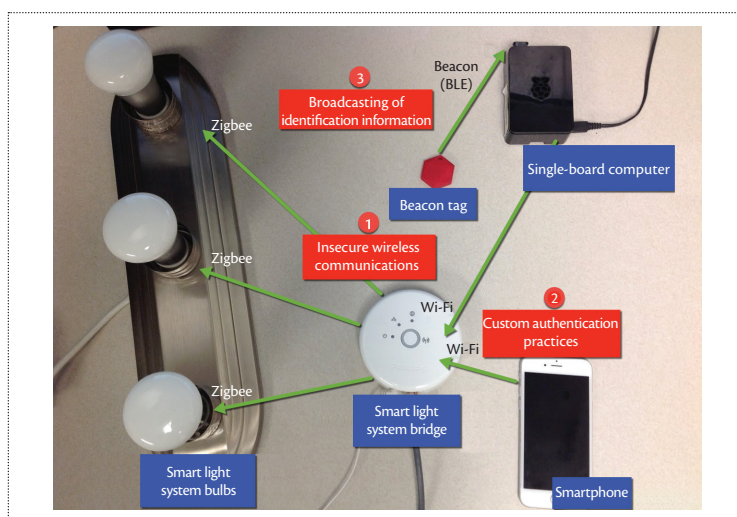 Beacon
(BLE)
3
Broadcasting of
identification information
Zigbee
Single-board computer
Beacon tag
1
Insecure wireless
communications
Zigbee
Wi-Fi
2
Custom authentication
practices
Wi-Fi
Zigbee
Smart light
system bridge
Smart light
system bulbs
Smartphone